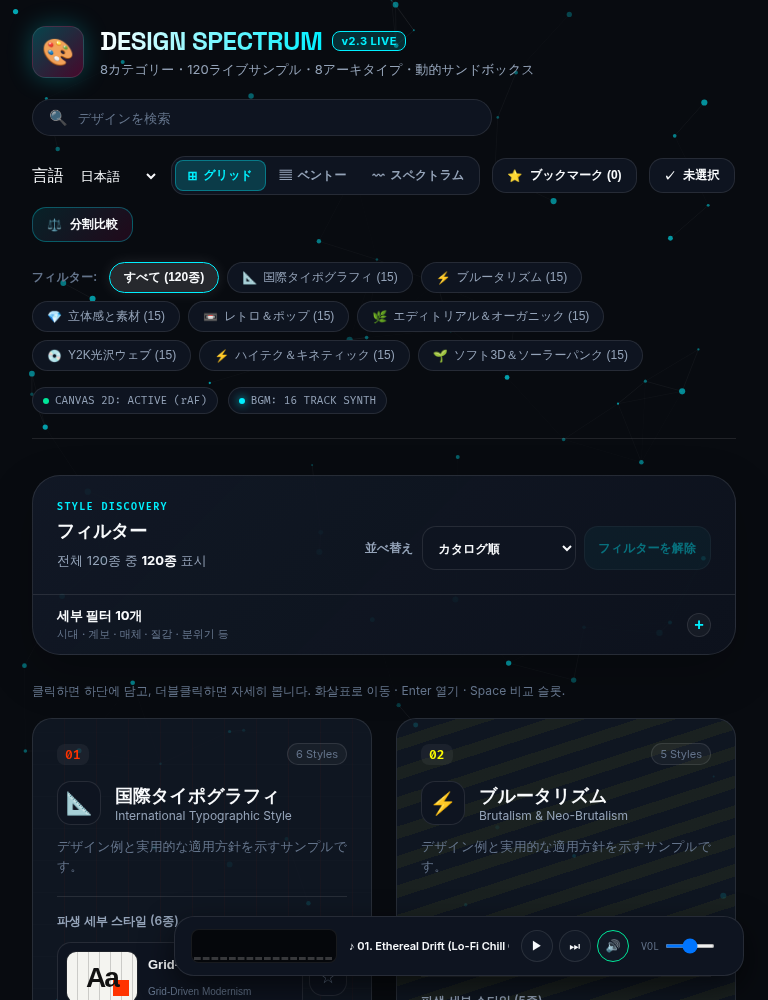 DESIGN SPECTRUM v2.3 LIVE
8カテゴリー・120ライブサンプル・8アーキタイプ・動的サンドボックス
デザインを検索
言語 日本語 グリッド ベントー スペクトラム ブックマーク (0) ✓ 未選択
分割比較
フィルター: すべて (120종) 国際タイポグラフィ (15) ブルータリズム (15)
立体感と素材 (15) レトロ＆ポップ (15) エディトリアル＆オーガニック (15)
Y2K光沢ウェブ (15) ハイテク＆キネティック (15) ソフト3D＆ソーラーパンク (15)
CANVAS 2D: ACTIVE (rAF) BGM: 16 TRACK SYNTH
STYLE DISCOVERY
フィルター
전체 120종 중 120종 표시
並べ替え カタログ順 フィルターを解除
세부 필터 10개
시대 · 계보 · 매체 · 질감 · 분위기 등
+
클릭하면 하단에 담고, 더블클릭하면 자세히 봅니다. 화살표로 이동 · Enter 열기 · Space 비교 슬롯.
01 6 Styles
国際タイポグラフィ
International Typographic Style
デザイン例と実用的な適用方針を示すサンプルで
す。
파생 세부 스타일 (6종)
Aa
Grid-
Grid-Driven Modernism
02 5 Styles
ブルータリズム
Brutalism & Neo-Brutalism
デザイン例と実用的な適用方針を示すサンプルで
す。
파생 세부 스타일 (5종)
♪ 01. Ethereal Drift (Lo-Fi Chill
VOL